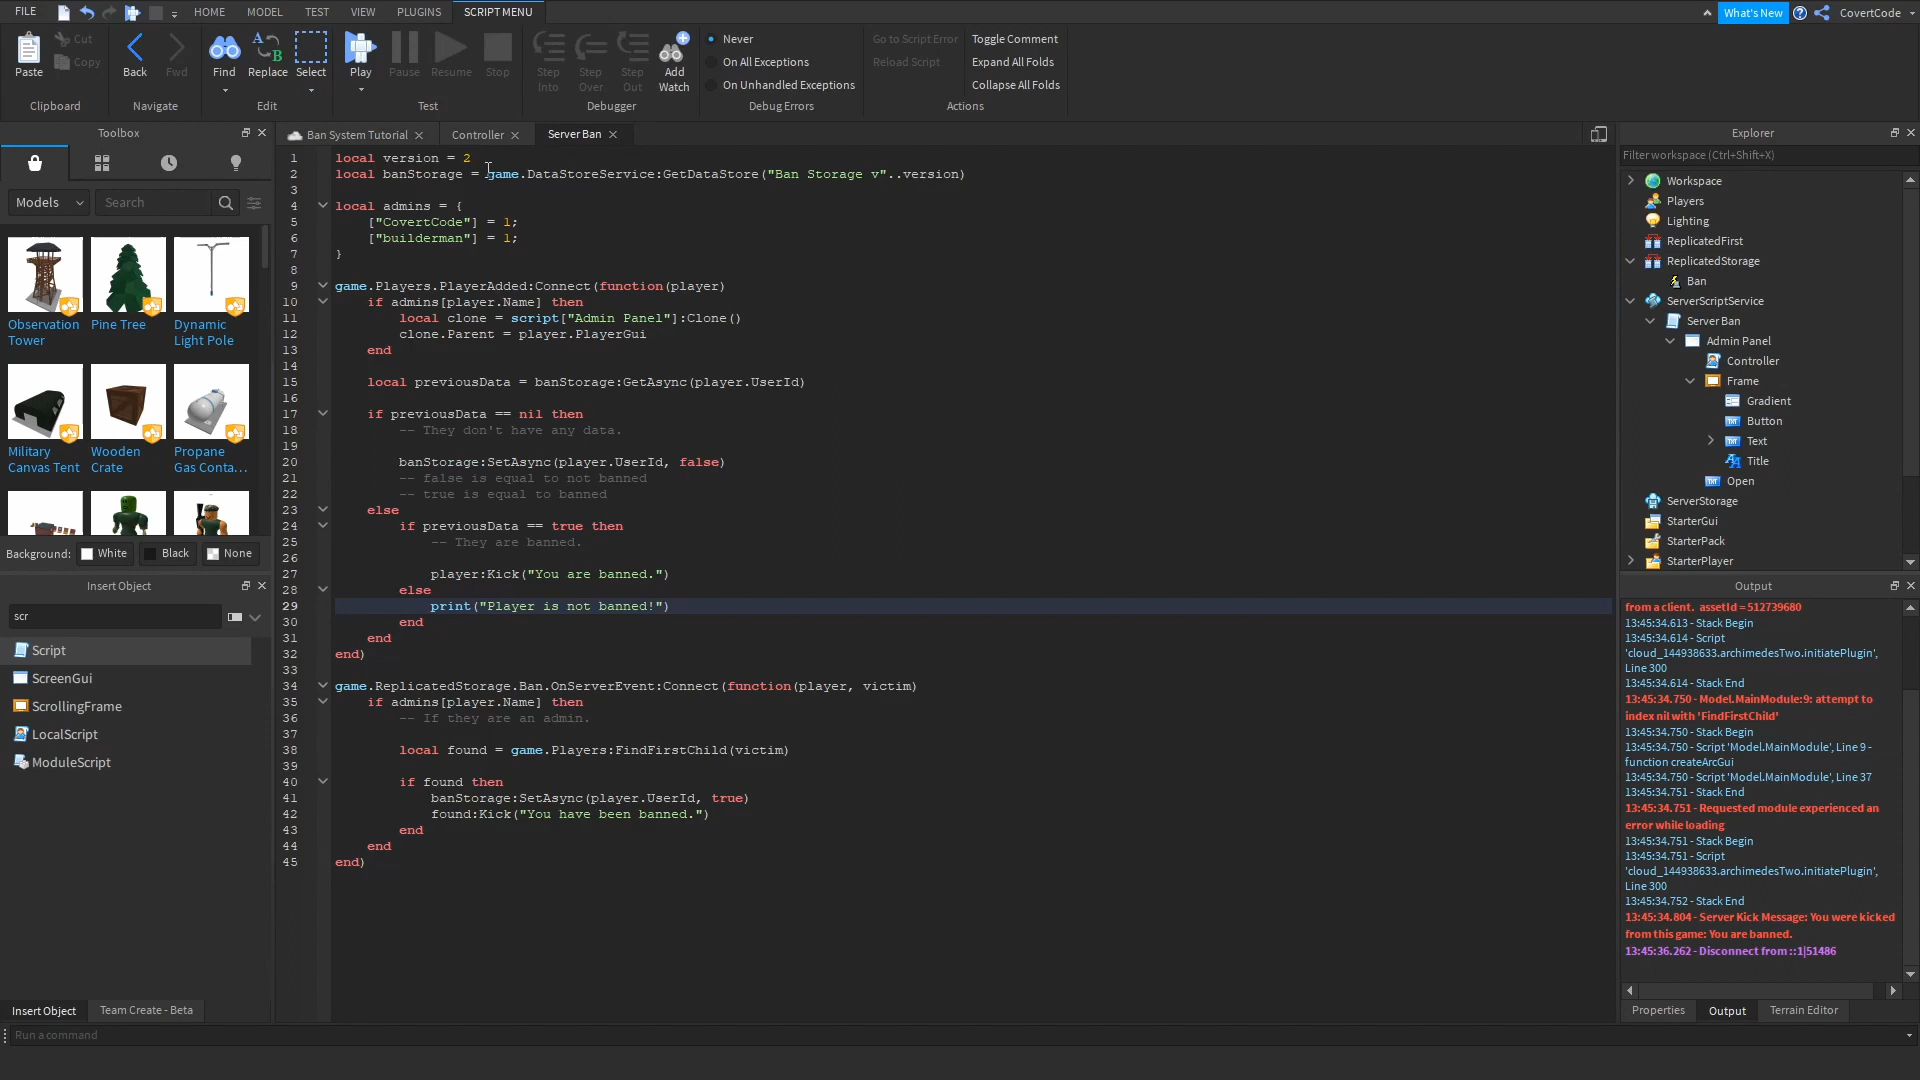 FILE HOME MODEL TEST VIEW PLUGINS SCRIPT MENU What's New CovertCode
Paste Cut Copy Back Fwd Find Replace Select Play Pause Resume Stop Step Into Step Over Step Out Add Watch
Never
On All Exceptions
On Unhandled Exceptions
Go to Script Error
Reload Script
Toggle Comment
Expand All Folds
Collapse All Folds
Clipboard Navigate Edit Test Debugger Debug Errors Actions
Toolbox
Models Search
Observation Tower
Pine Tree
Dynamic Light Pole
Military Canvas Tent
Wooden Crate
Propane Gas Conta...
Background: White Black None
Insert Object
scr
Script
ScreenGui
ScrollingFrame
LocalScript
ModuleScript
Insert Object Team Create - Beta
Run a command
Ban System Tutorial Controller Server Ban
1 local version = 2
2 local banStorage = game.DataStoreService:GetDataStore("Ban Storage v"..version)
3
4 local admins = {
5 ["CovertCode"] = 1;
6 ["builderman"] = 1;
7 }
8
9 game.Players.PlayerAdded:Connect(function(player)
10 if admins[player.Name] then
11 local clone = script["Admin Panel"]:Clone()
12 clone.Parent = player.PlayerGui
13 end
14
15 local previousData = banStorage:GetAsync(player.UserId)
16
17 if previousData == nil then
18 -- They don't have any data.
19
20 banStorage:SetAsync(player.UserId, false)
21 -- false is equal to not banned
22 -- true is equal to banned
23 else
24 if previousData == true then
25 -- They are banned.
26
27 player:Kick("You are banned.")
28 else
29 print("Player is not banned!")
30 end
31 end
32 end)
33
34 game.ReplicatedStorage.Ban.OnServerEvent:Connect(function(player, victim)
35 if admins[player.Name] then
36 -- If they are an admin.
37
38 local found = game.Players:FindFirstChild(victim)
39
40 if found then
41 banStorage:SetAsync(player.UserId, true)
42 found:Kick("You have been banned.")
43 end
44 end
45 end)
Explorer
Filter workspace (Ctrl+Shift+X)
Workspace
Players
Lighting
ReplicatedFirst
ReplicatedStorage
Ban
ServerScriptService
Server Ban
Admin Panel
Controller
Frame
Gradient
Button
Text
Title
Open
ServerStorage
StarterGui
StarterPack
StarterPlayer
Output
from a client. assetId = 512739680
13:45:34.613 - Stack Begin
13:45:34.614 - Script
'cloud_144938633.archimedesTwo.initiatePlugin',
Line 300
13:45:34.614 - Stack End
13:45:34.750 - Model.MainModule:9: attempt to
index nil with 'FindFirstChild'
13:45:34.750 - Stack Begin
13:45:34.750 - Script 'Model.MainModule', Line 9 -
function createArcGui
13:45:34.750 - Script 'Model.MainModule', Line 37
13:45:34.751 - Stack End
13:45:34.751 - Requested module experienced an
error while loading
13:45:34.751 - Stack Begin
13:45:34.751 - Script
'cloud_144938633.archimedesTwo.initiatePlugin',
Line 300
13:45:34.752 - Stack End
13:45:34.804 - Server Kick Message: You were kicked
from this game: You are banned.
13:45:36.262 - Disconnect from ::1|51486
Properties Output Terrain Editor